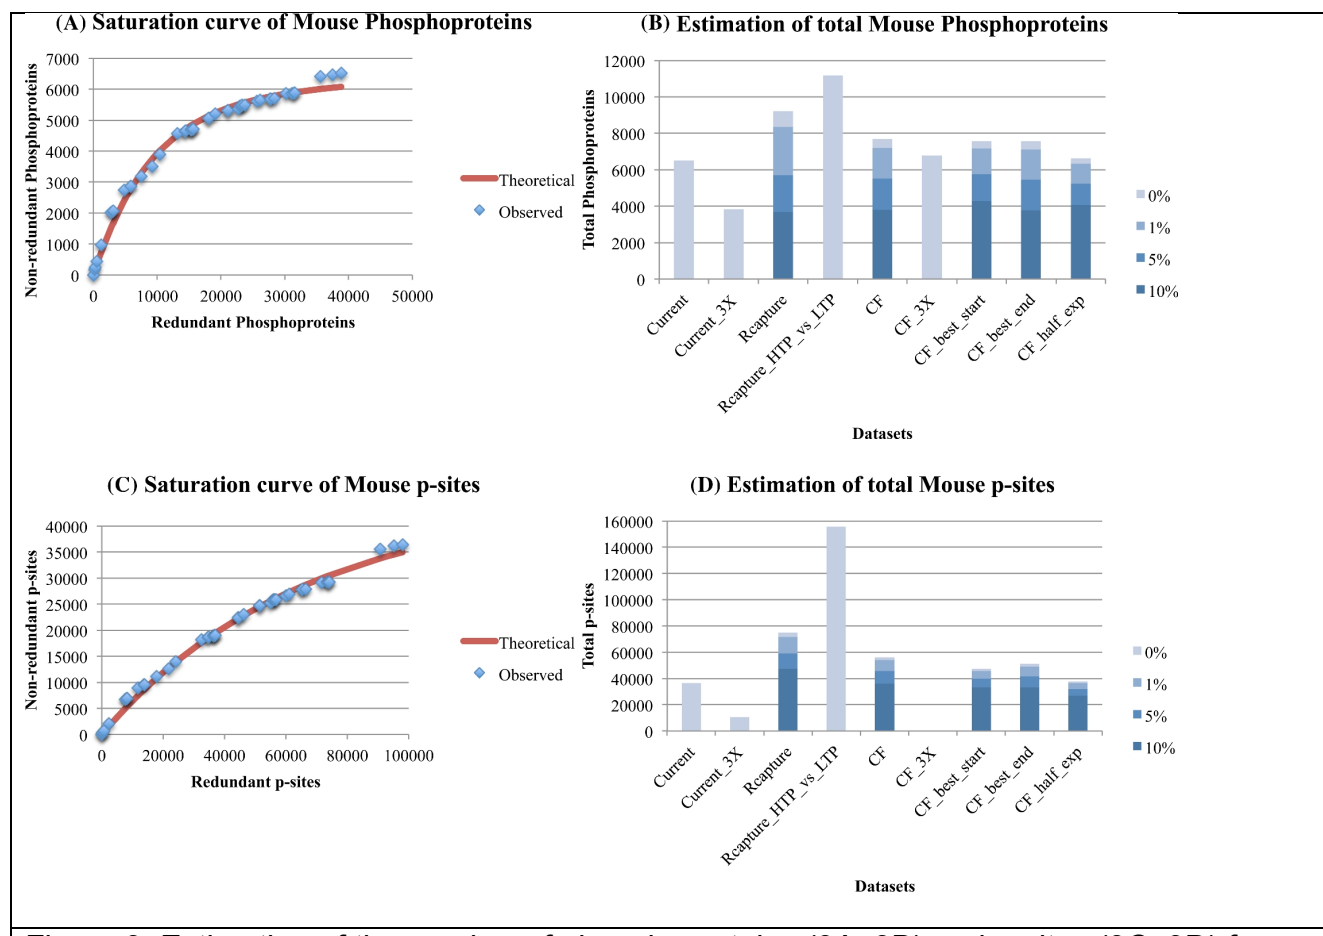 (A) Saturation curve of Mouse Phosphoproteins
Non-redundant Phosphoproteins
7000
6000
5000
4000
3000
2000
1000
0
0 10000 20000 30000 40000 50000
Redundant Phosphoproteins
Theoretical
Observed
(B) Estimation of total Mouse Phosphoproteins
Total Phosphoproteins
12000
10000
8000
6000
4000
2000
0
Current
Current_3X
Rcapture
Rcapture_HTP_vs_LTP
CF
CF_3X
CF_best_start
CF_best_end
CF_half_exp
Datasets
0%
1%
5%
10%
(C) Saturation curve of Mouse p-sites
Non-redundant p-sites
40000
35000
30000
25000
20000
15000
10000
5000
0
0 20000 40000 60000 80000 100000
Redundant p-sites
Theoretical
Observed
(D) Estimation of total Mouse p-sites
Total p-sites
160000
140000
120000
100000
80000
60000
40000
20000
0
Current
Current_3X
Rcapture
Rcapture_HTP_vs_LTP
CF
CF_3X
CF_best_start
CF_best_end
CF_half_exp
Datasets
0%
1%
5%
10%